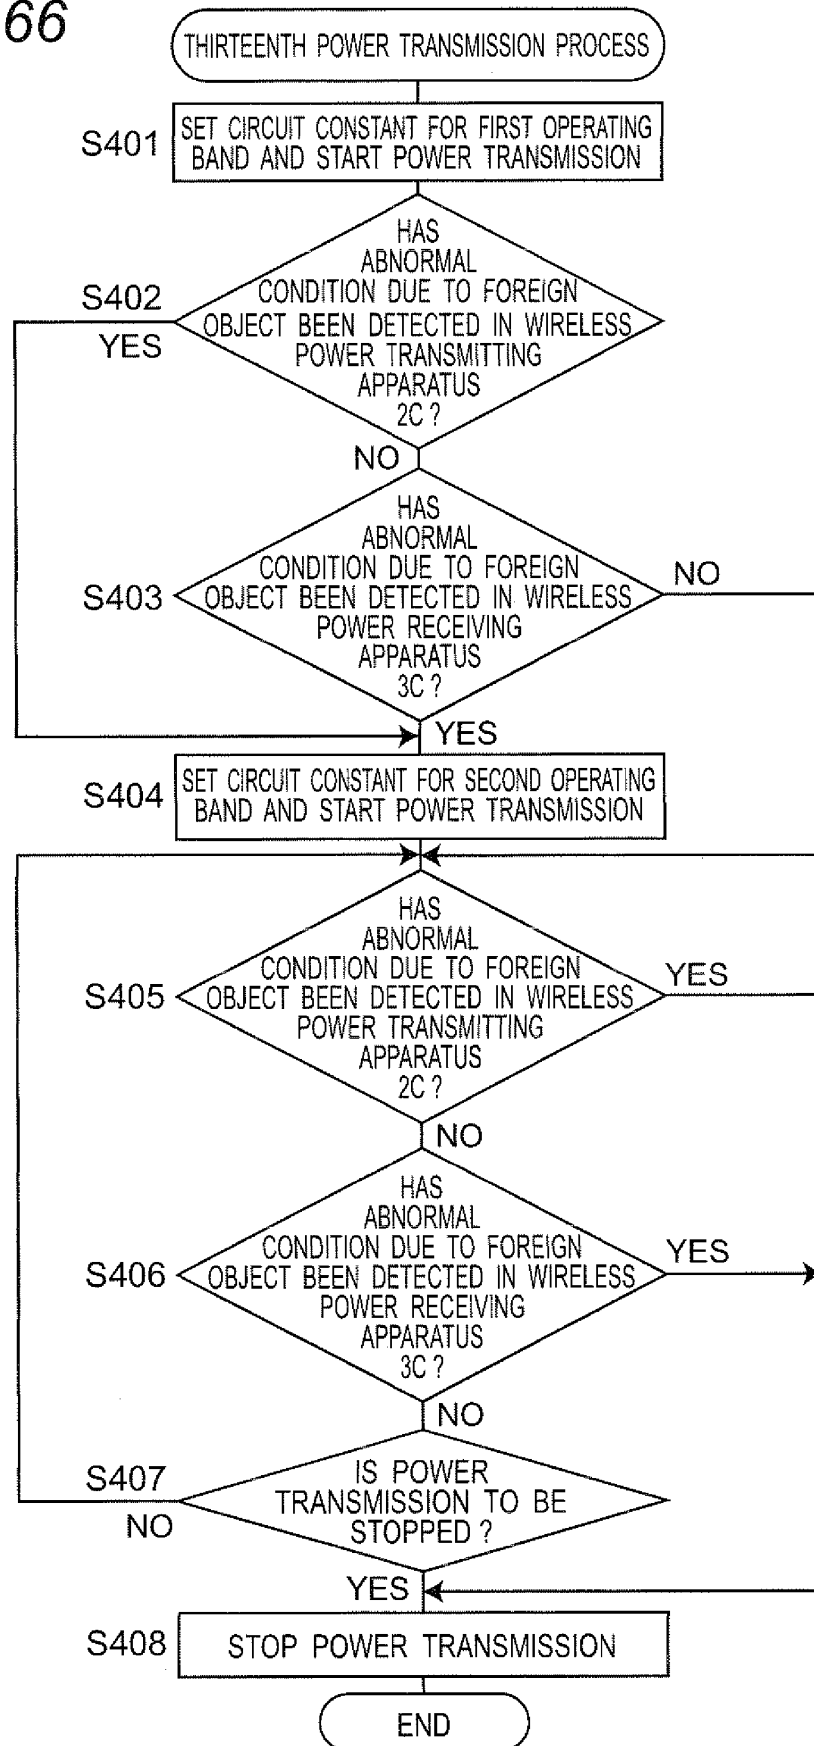 66
THIRTEENTH POWER TRANSMISSION PROCESS
S401
SET CIRCUIT CONSTANT FOR FIRST OPERATING
BAND AND START POWER TRANSMISSION
S402
HAS
ABNORMAL
CONDITION DUE TO FOREIGN
OBJECT BEEN DETECTED IN WIRELESS
POWER TRANSMITTING
APPARATUS
2C ?
YES
NO
S403
HAS
ABNORMAL
CONDITION DUE TO FOREIGN
OBJECT BEEN DETECTED IN WIRELESS
POWER RECEIVING
APPARATUS
3C ?
NO
YES
S404
SET CIRCUIT CONSTANT FOR SECOND OPERATING
BAND AND START POWER TRANSMISSION
S405
HAS
ABNORMAL
CONDITION DUE TO FOREIGN
OBJECT BEEN DETECTED IN WIRELESS
POWER TRANSMITTING
APPARATUS
2C ?
YES
NO
S406
HAS
ABNORMAL
CONDITION DUE TO FOREIGN
OBJECT BEEN DETECTED IN WIRELESS
POWER RECEIVING
APPARATUS
3C ?
YES
NO
S407
IS POWER
TRANSMISSION TO BE
STOPPED ?
NO
YES
S408
STOP POWER TRANSMISSION
END